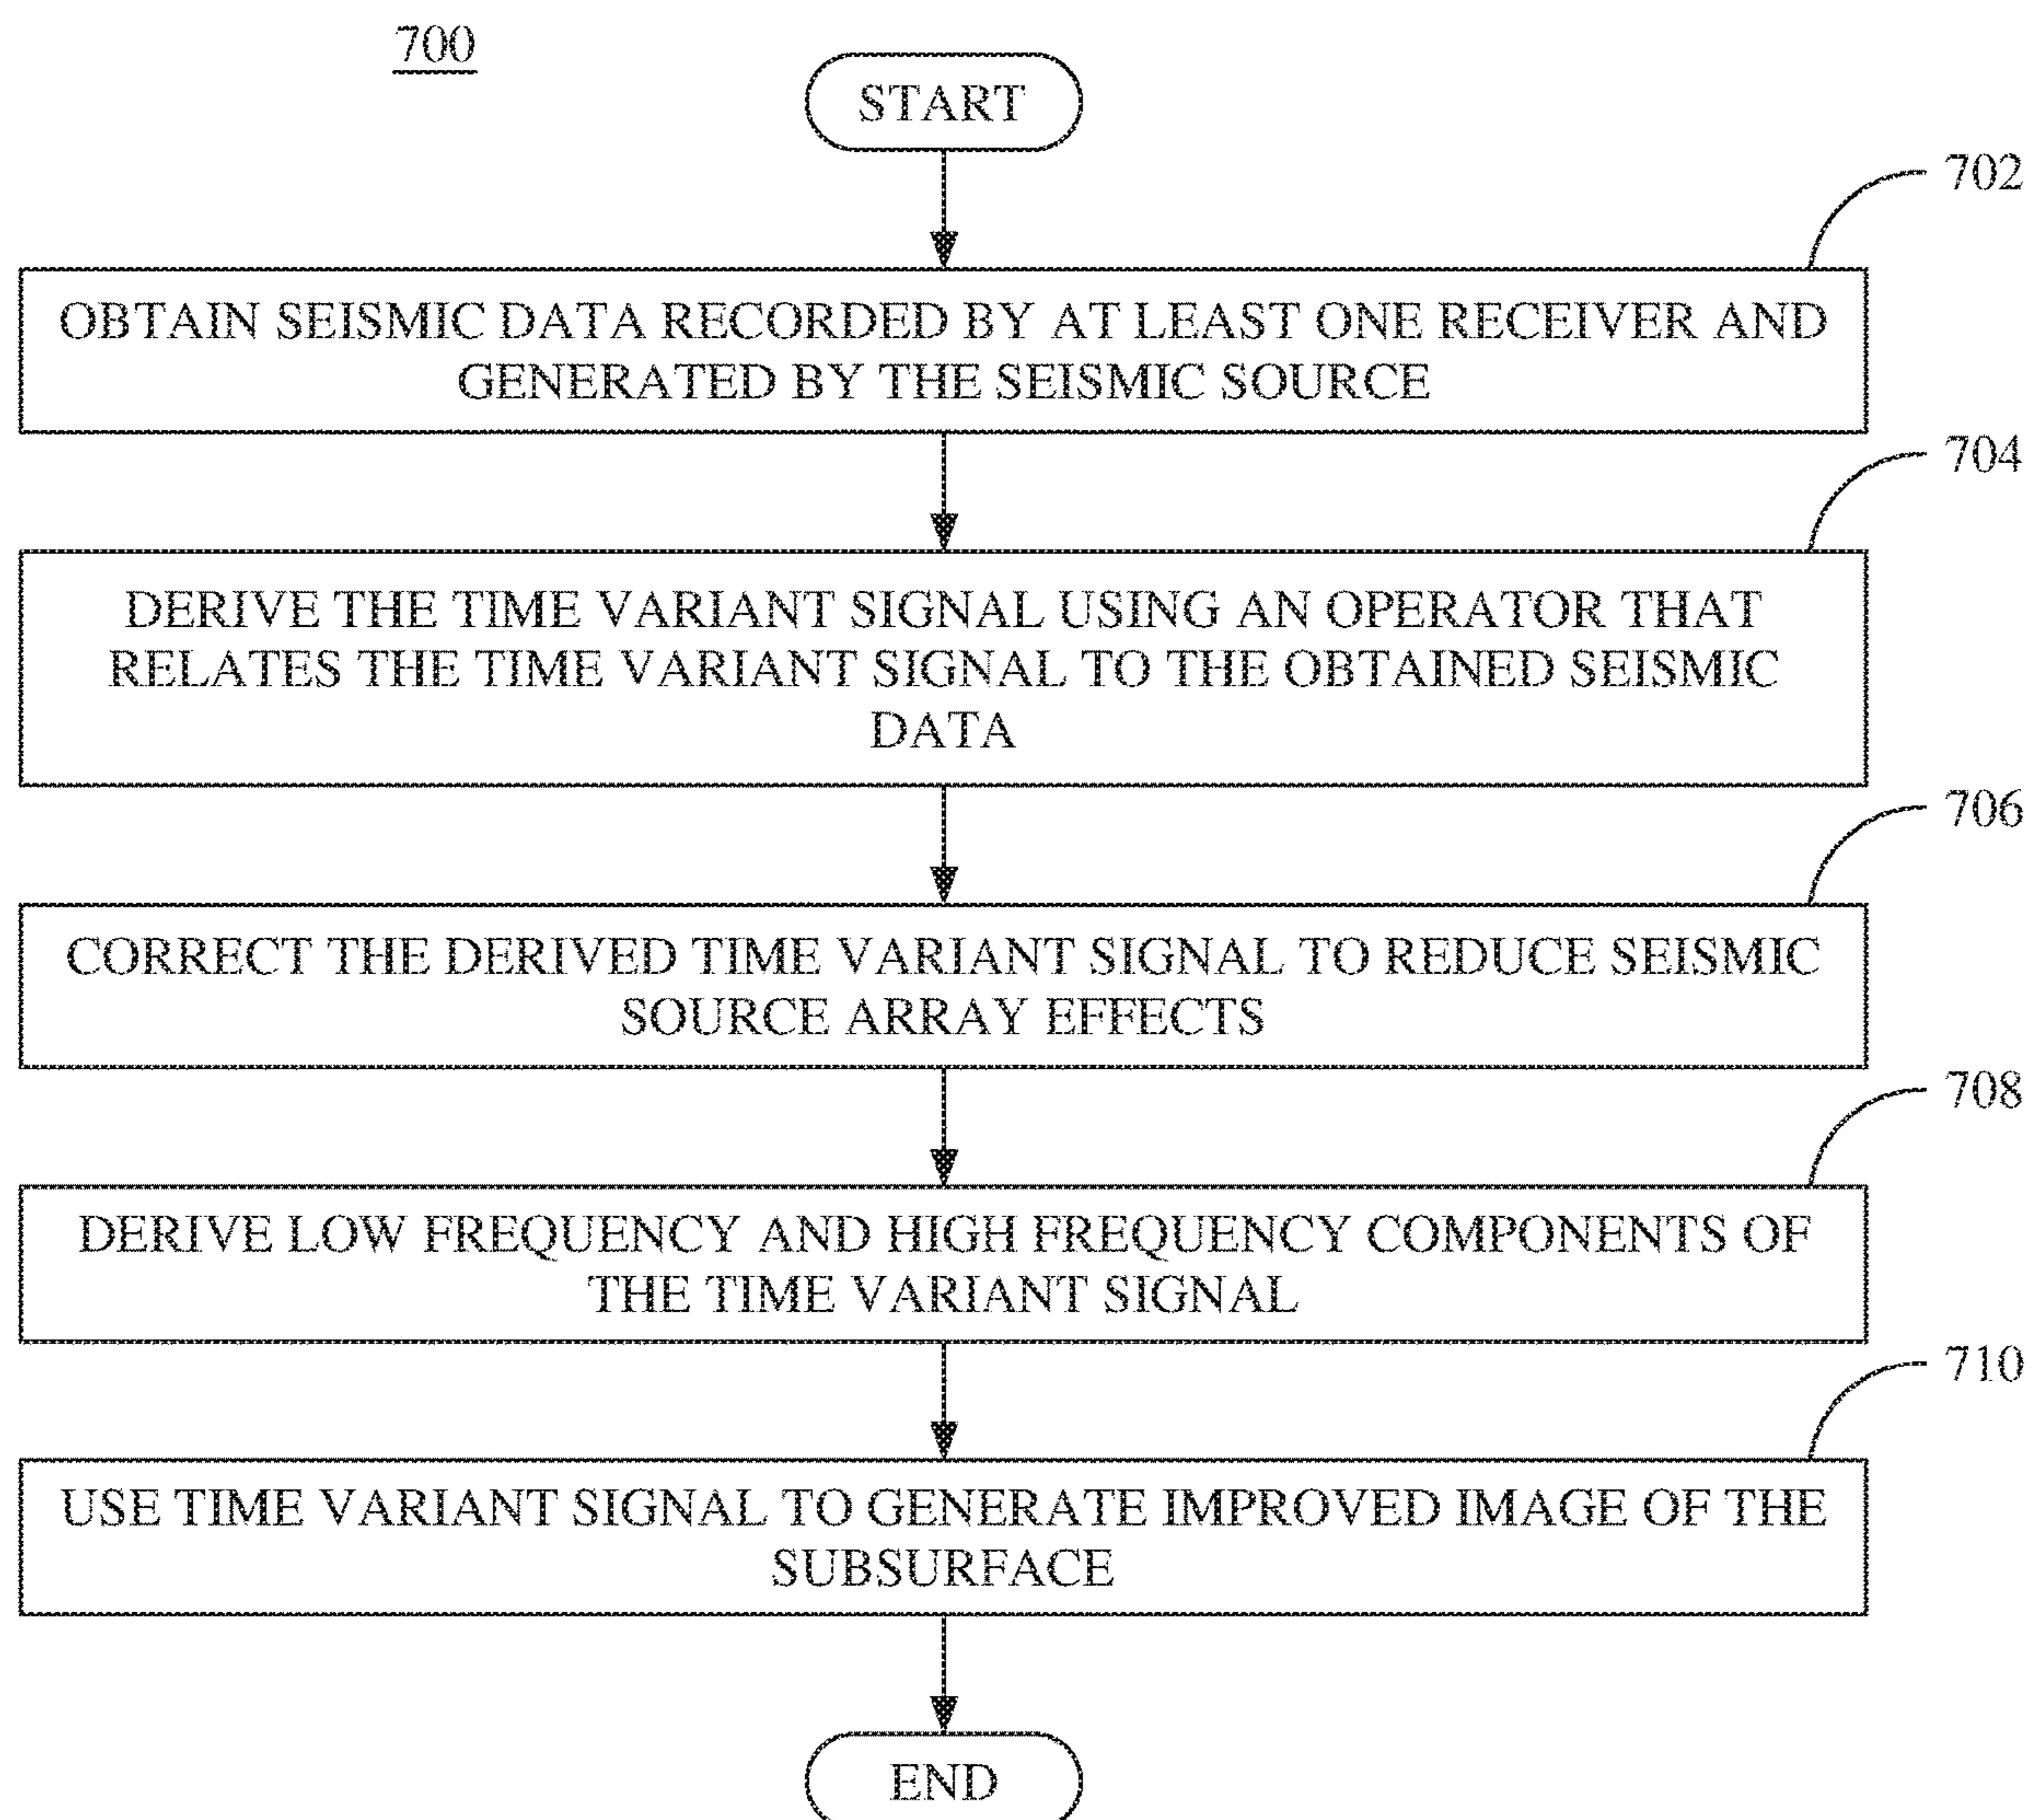 700
START
702
OBTAIN SEISMIC DATA RECORDED BY AT LEAST ONE RECEIVER AND
GENERATED BY THE SEISMIC SOURCE
704
DERIVE THE TIME VARIANT SIGNAL USING AN OPERATOR THAT
RELATES THE TIME VARIANT SIGNAL TO THE OBTAINED SEISMIC
DATA
706
CORRECT THE DERIVED TIME VARIANT SIGNAL TO REDUCE SEISMIC
SOURCE ARRAY EFFECTS
708
DERIVE LOW FREQUENCY AND HIGH FREQUENCY COMPONENTS OF
THE TIME VARIANT SIGNAL
710
USE TIME VARIANT SIGNAL TO GENERATE IMPROVED IMAGE OF THE
SUBSURFACE
END